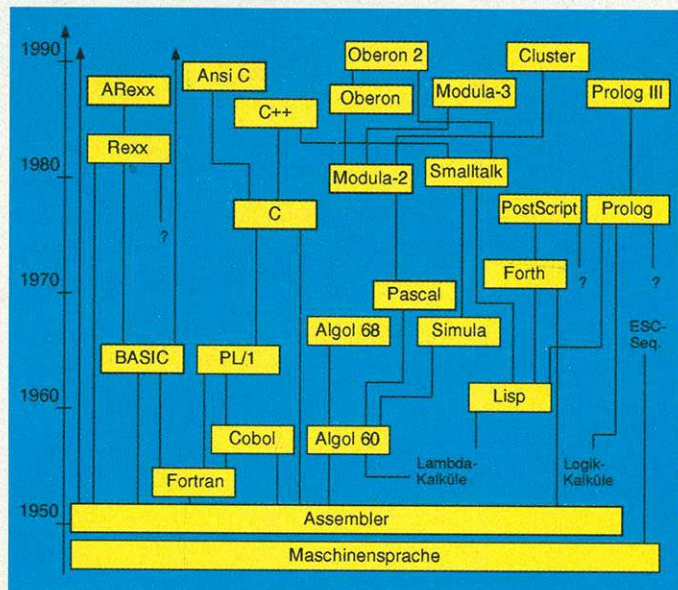 1990
Oberon 2
Cluster
Ansi C
ARexx
Oberon
Modula-3
Prolog III
C++
Rexx
1980
Modula-2
Smalltalk
C
PostScript
Prolog
?
1970
Forth
?
?
Pascal
ESC-
Seq.
Algol 68
Simula
BASIC
PL/1
1960
Lisp
Cobol
Algol 60
Lambda-
Kalküle
Logik-
Kalküle
Fortran
1950
Assembler
Maschinensprache